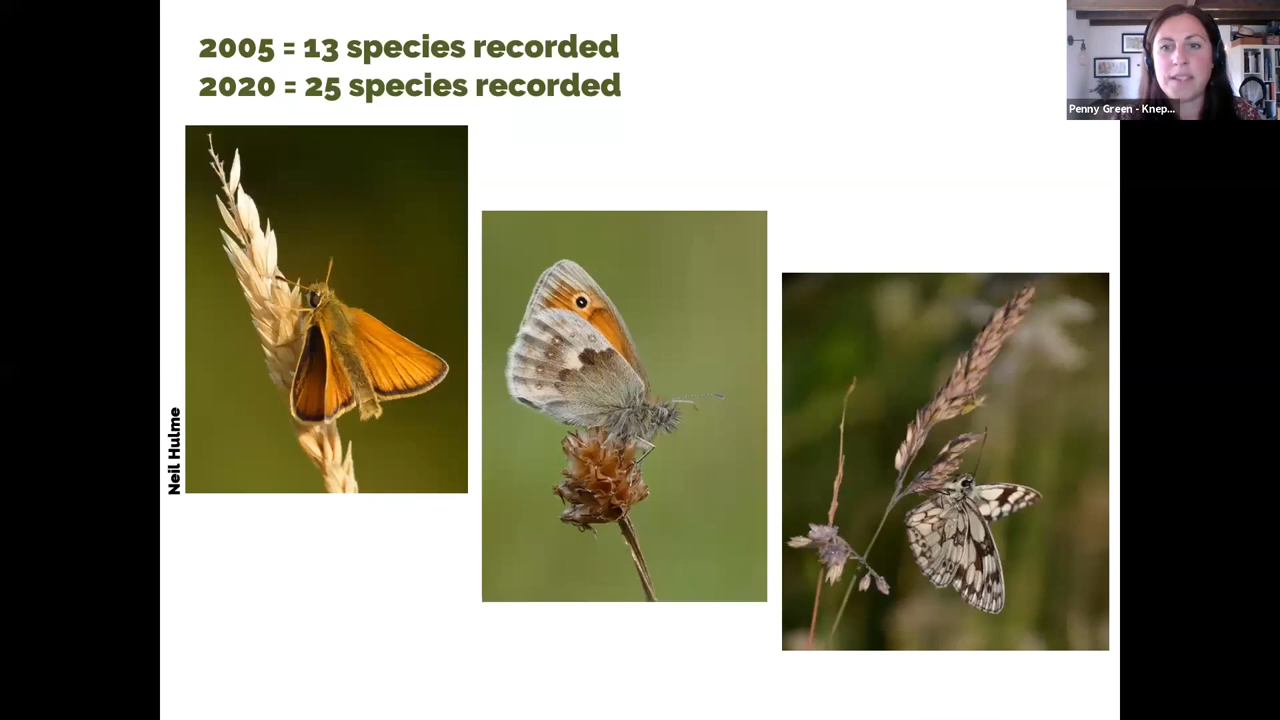 2005 = 13 species recorded
2020 = 25 species recorded
Penny Green - Knep...
Neil Hulme